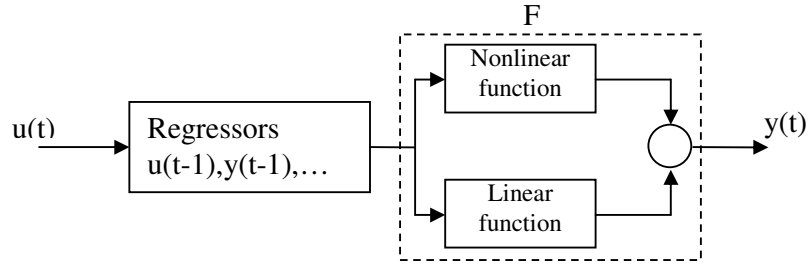 F
Nonlinear
function
u(t)
Regressors
u(t-1),y(t-1),...
y(t)
Linear
function